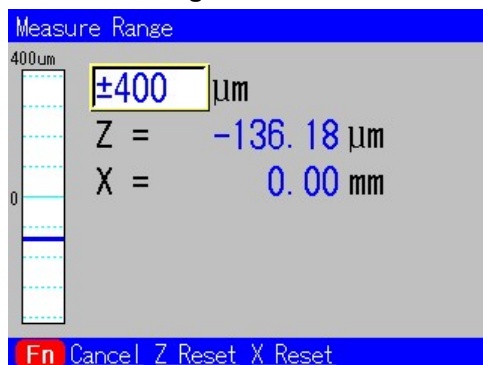 Measure Range
400um
±400 µm
Z = -136.18 µm
X = 0.00 mm
0
Fn Cancel Z Reset X Reset